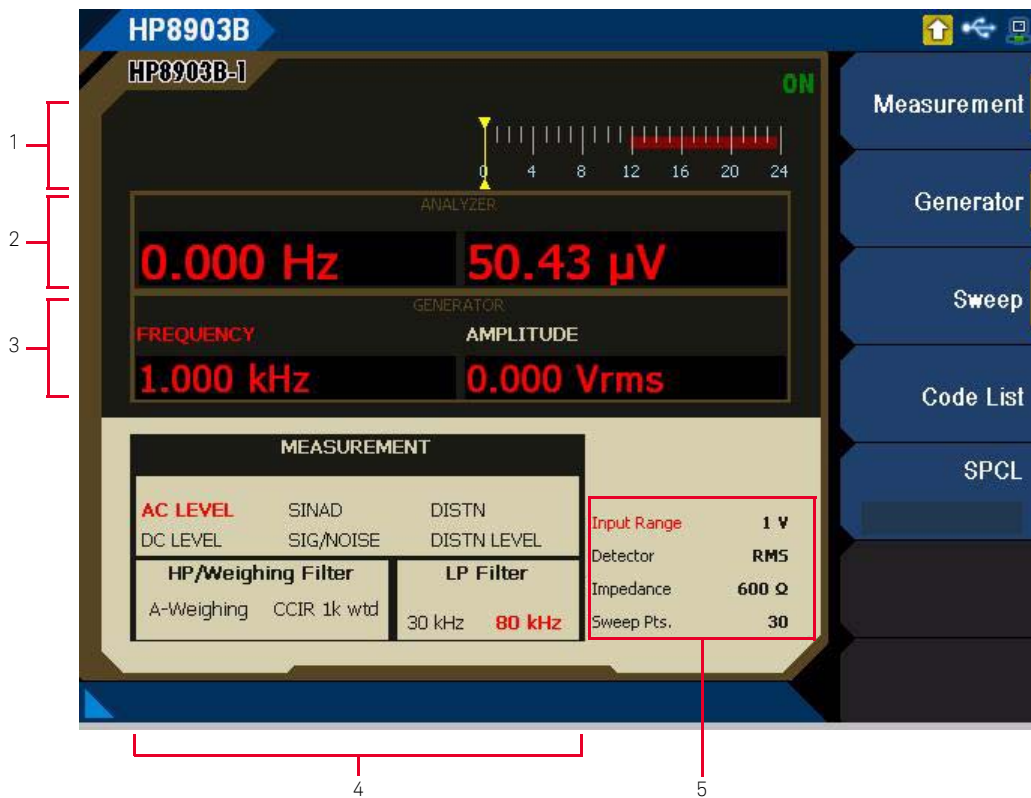 HP8903B
HP8903B-1
ON
Measurement
1
0 4 8 12 16 20 24
Generator
ANALYZER
2
0.000 Hz 50.43 µV
GENERATOR
Sweep
FREQUENCY AMPLITUDE
3
1.000 kHz 0.000 Vrms
Code List
MEASUREMENT
SPCL
AC LEVEL SINAD DISTN
DC LEVEL SIG/NOISE DISTN LEVEL
HP/Weighing Filter LP Filter
A-Weighing CCIR 1k wtd 30 kHz 80 kHz
Input Range 1 V
Detector RMS
Impedance 600 Ω
Sweep Pts. 30
4
5